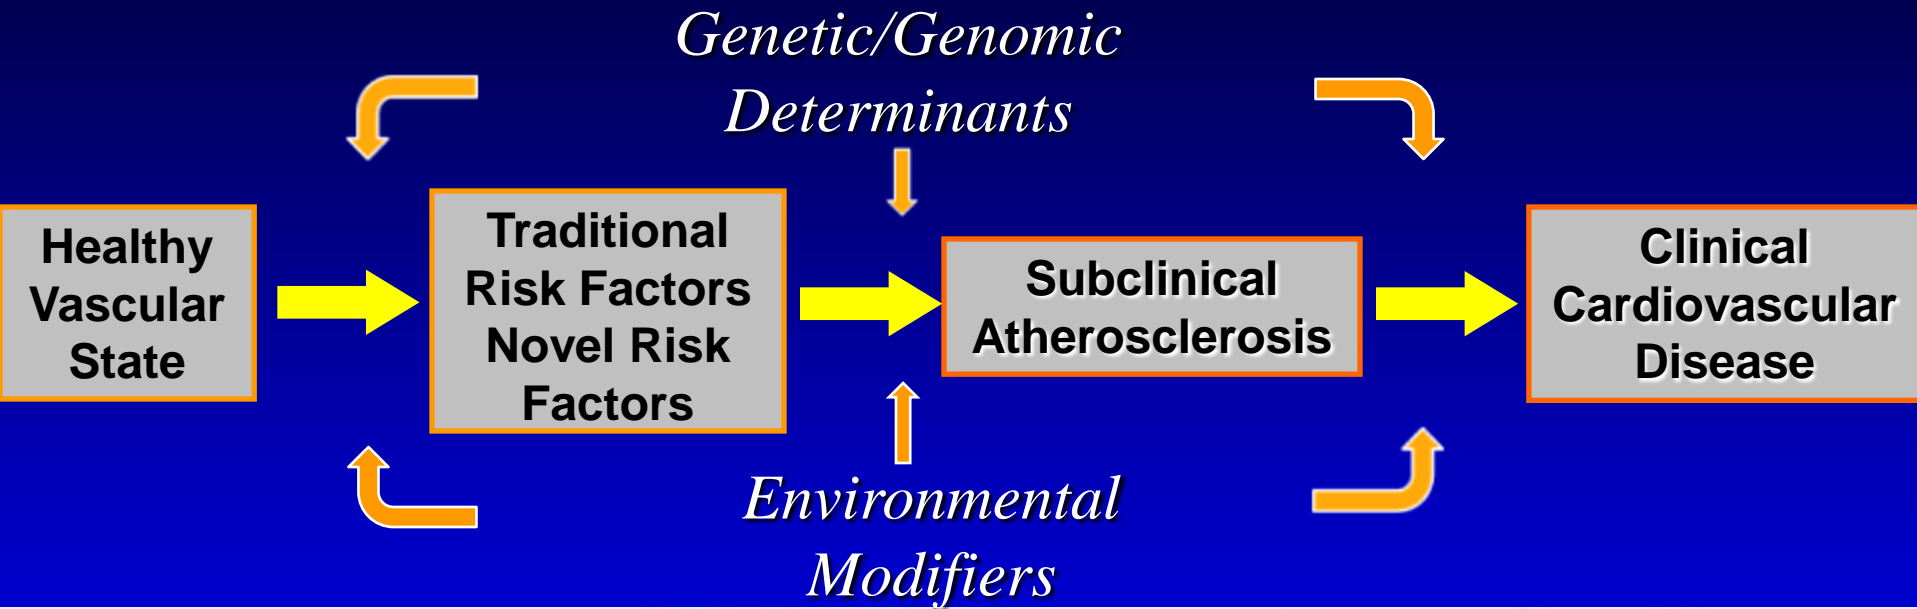 Genetic/Genomic
Determinants
Healthy
Vascular
State
Traditional
Risk Factors
Novel Risk
Factors
Subclinical
Atherosclerosis
Clinical
Cardiovascular
Disease
Environmental
Modifiers